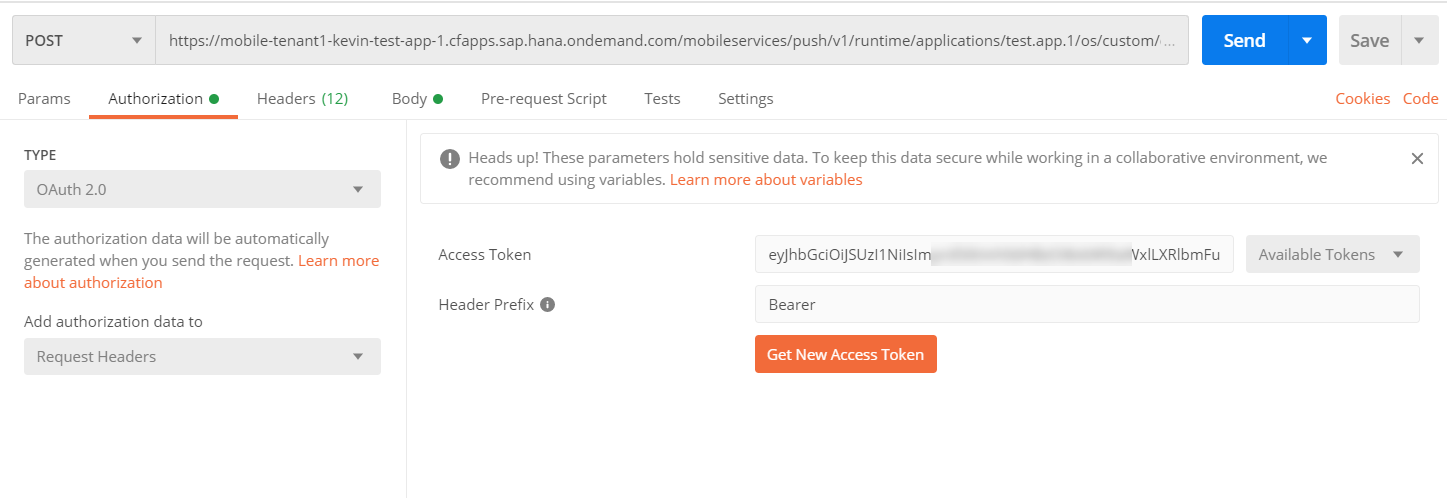 POST
https://mobile-tenant1-kevin-test-app-1.cfapps.sap.hana.ondemand.com/mobileservices/push/v1/runtime/applications/test.app.1/os/custom/ ...
Send
Save
Params
Authorization
Headers (12)
Body
Pre-request Script
Tests
Settings
Cookies
Code
TYPE
OAuth 2.0
The authorization data will be automatically
generated when you send the request. Learn more
about authorization
Add authorization data to
Request Headers
Heads up! These parameters hold sensitive data. To keep this data secure while working in a collaborative environment, we
recommend using variables. Learn more about variables
Access Token
Available Tokens
Header Prefix
Bearer
Get New Access Token